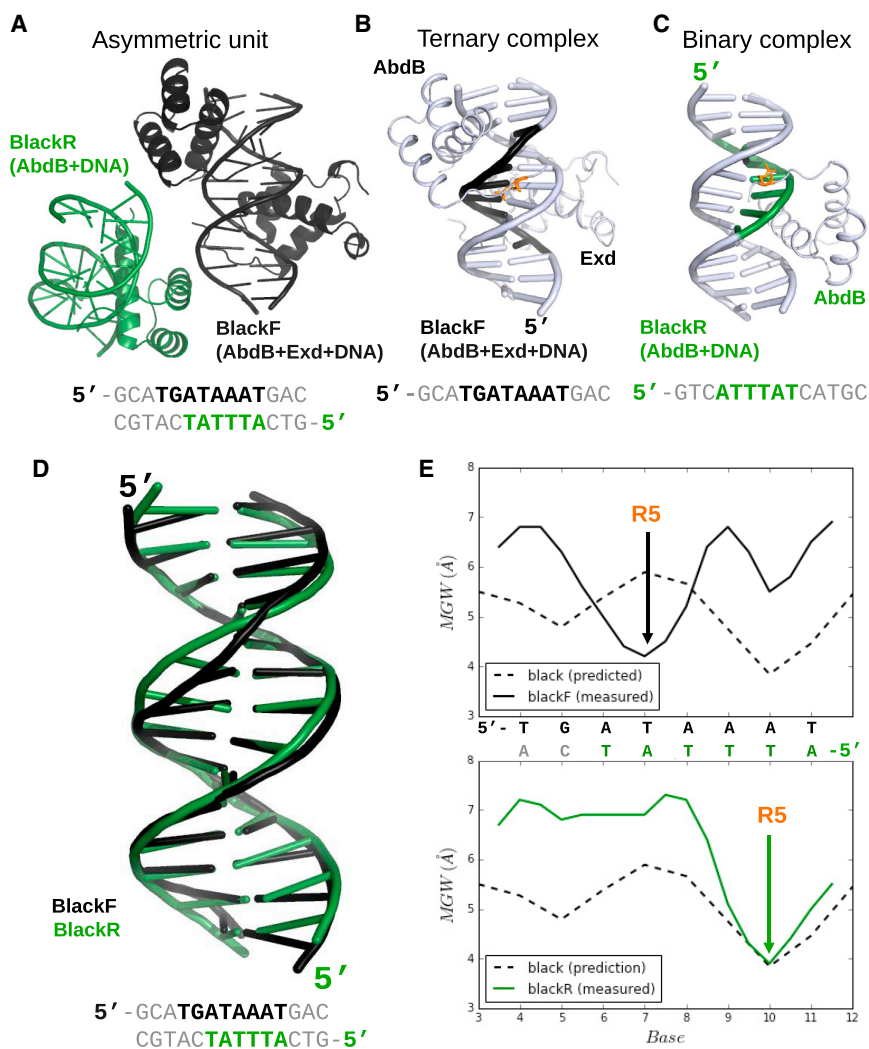 A
Asymmetric unit
BlackR
(AbdB+DNA)
BlackF
(AbdB+Exd+DNA)
5′-GCATGATAAATGAC
CGTACTATTTACTG-5′
B
Ternary complex
AbdB
Exd
BlackF
5′
(AbdB+Exd+DNA)
5′-GCATGATAAATGAC
C
Binary complex
5′
AbdB
BlackR
(AbdB+DNA)
5′-GTCATTTATCATGC
D
5′
BlackF
BlackR
5′
5′-GCATGATAAATGAC
CGTACTATTTACTG-5′
E
8
7
6
5
4
3
MGW (Å)
R5
black (predicted)
blackF (measured)
5′- T G A T A A A T
A C T A T T T A -5′
8
7
6
5
4
3
MGW (Å)
R5
black (prediction)
blackR (measured)
3 4 5 6 7 8 9 10 11 12
Base